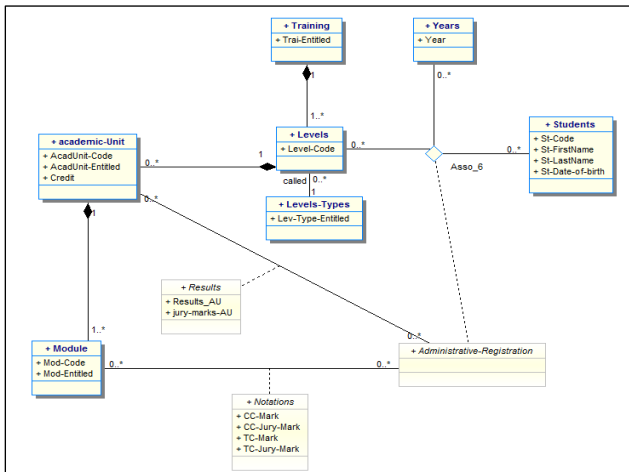 + Training
+ Trai-Entitled
+ Years
+ Year
1
0..*
1..*
+ Levels
+ Level-Code
0..*
0..*
Asso_6
+ Students
+ St-Code
+ St-FirstName
+ St-LastName
+ St-Date-of-birth
+ academic-Unit
+ AcadUnit-Code
+ AcadUnit-Entitled
+ Credit
0..*
1
called
0..*
1
0..*
1
+ Levels-Types
+ Lev-Type-Entitled
+ Results
+ Results_AU
+ jury-marks-AU
1..*
0..*
+ Module
+ Mod-Code
+ Mod-Entitled
0..*
0..*
+ Administrative-Registration
+ Notations
+ CC-Mark
+ CC-Jury-Mark
+ TC-Mark
+ TC-Jury-Mark